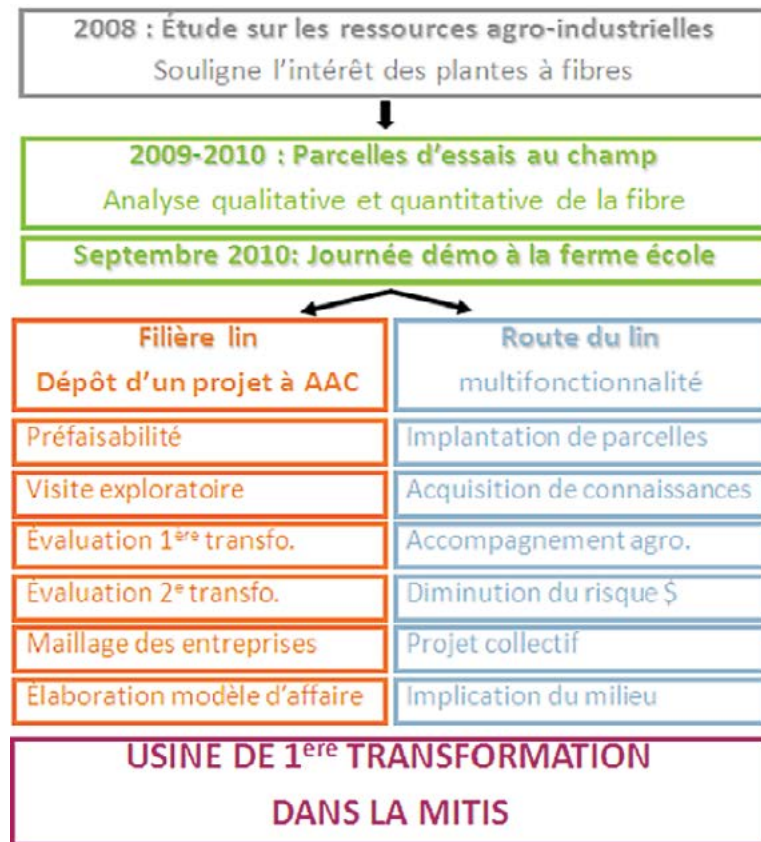 2008 : Étude sur les ressources agro-industrielles
Souligne l'intérêt des plantes à fibres
2009-2010 : Parcelles d'essais au champ
Analyse qualitative et quantitative de la fibre
Septembre 2010: Journée démo à la ferme école
Filière lin
Dépôt d'un projet à AAC
Préfaisabilité
Visite exploratoire
Évaluation 1ère transfo.
Évaluation 2e transfo.
Maillage des entreprises
Élaboration modèle d'affaire
Route du lin
multifonctionnalité
Implantation de parcelles
Acquisition de connaissances
Accompagnement agro.
Diminution du risque $
Projet collectif
Implication du milieu
USINE DE 1ere TRANSFORMATION
DANS LA MITIS